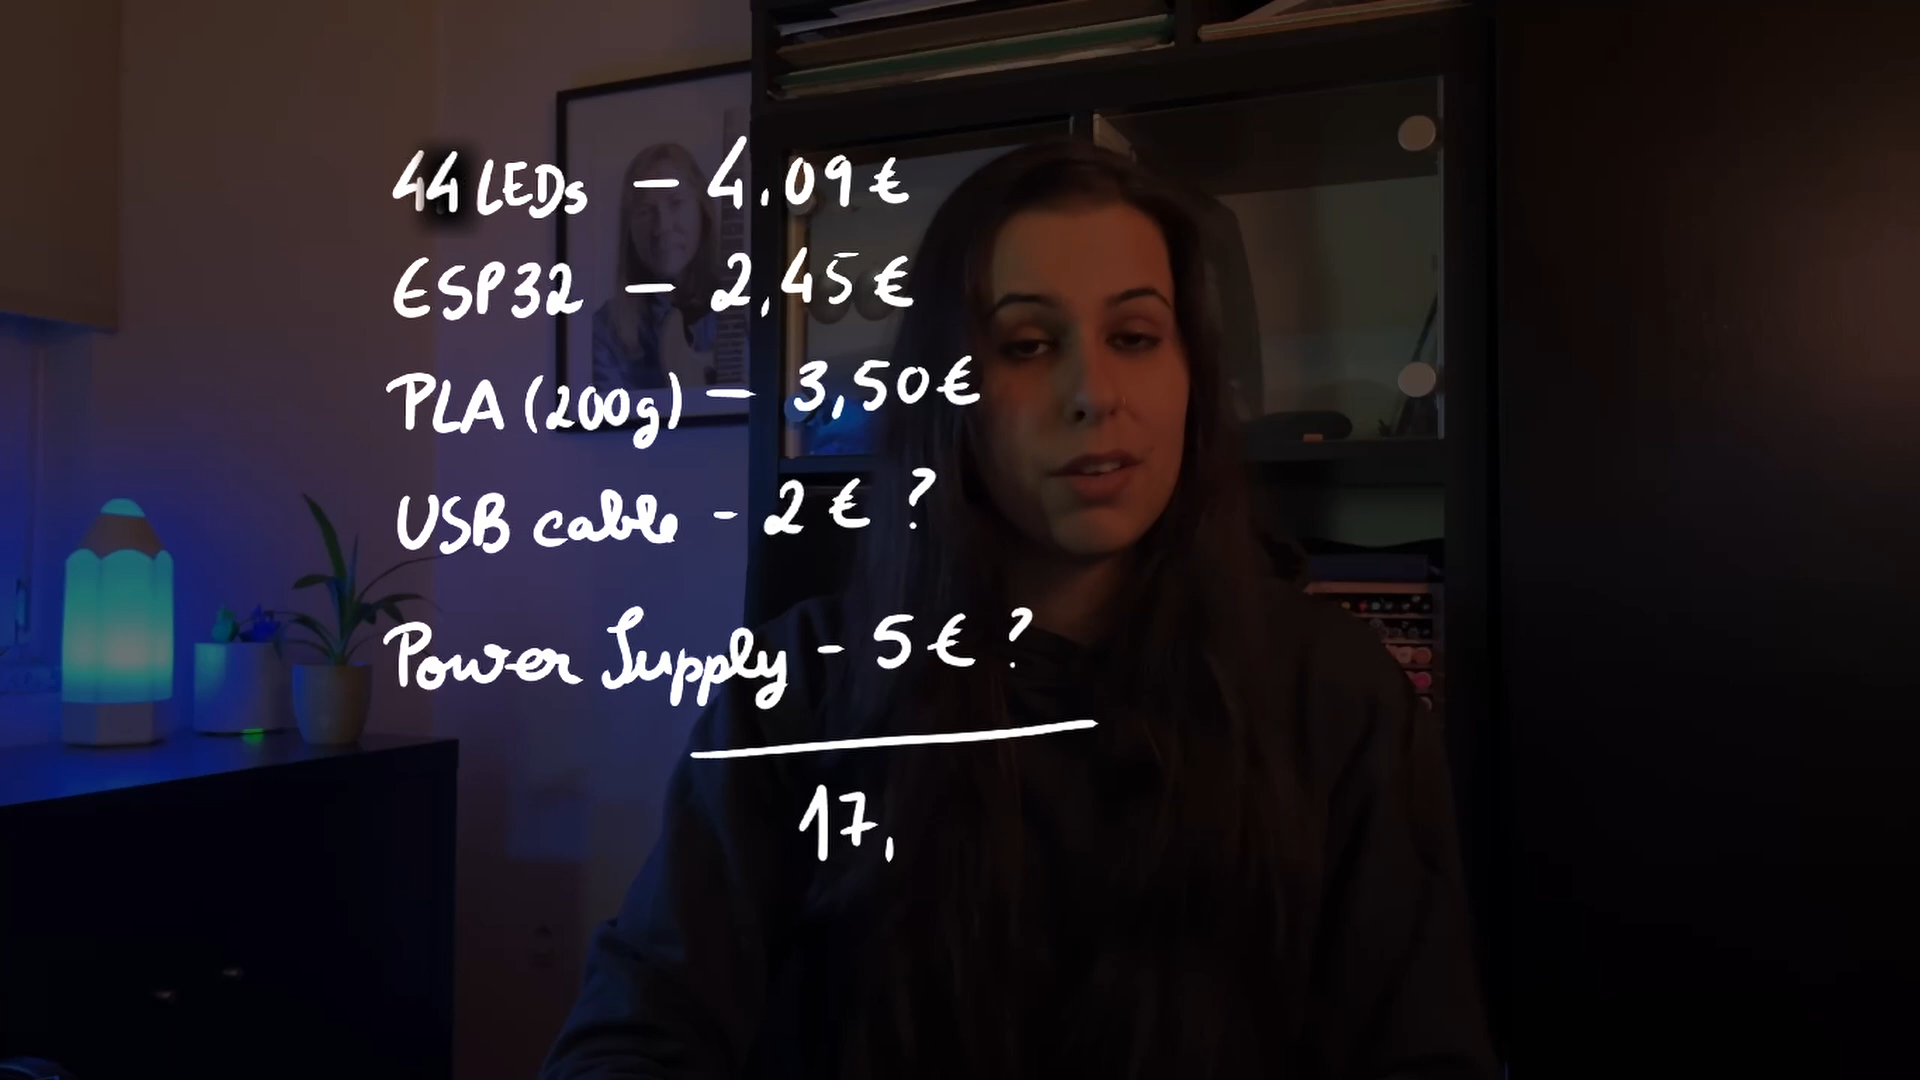 44 LEDs – 4,09€
ESP32 – 2,45€
PLA (200g) – 3,50€
USB cable - 2€ ?
Power Supply - 5€ ?
17,